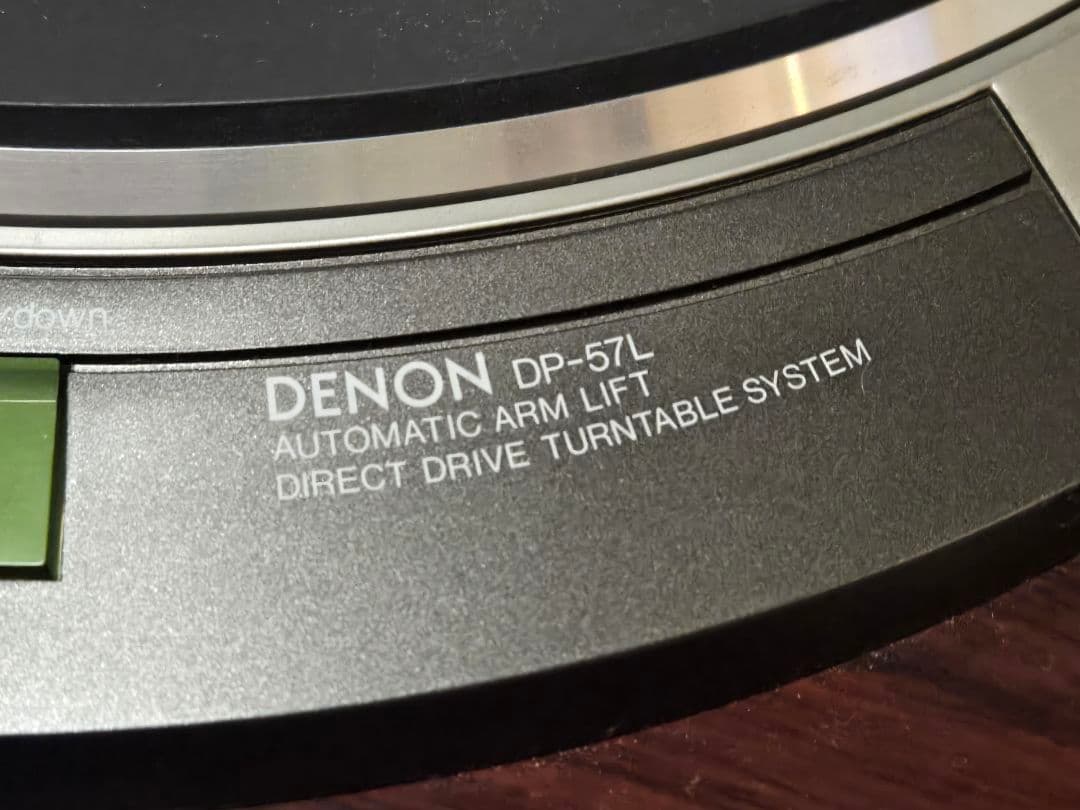 /down
DENON DP-57L
AUTOMATIC ARM LIFT
DIRECT DRIVE TURNTABLE SYSTEM